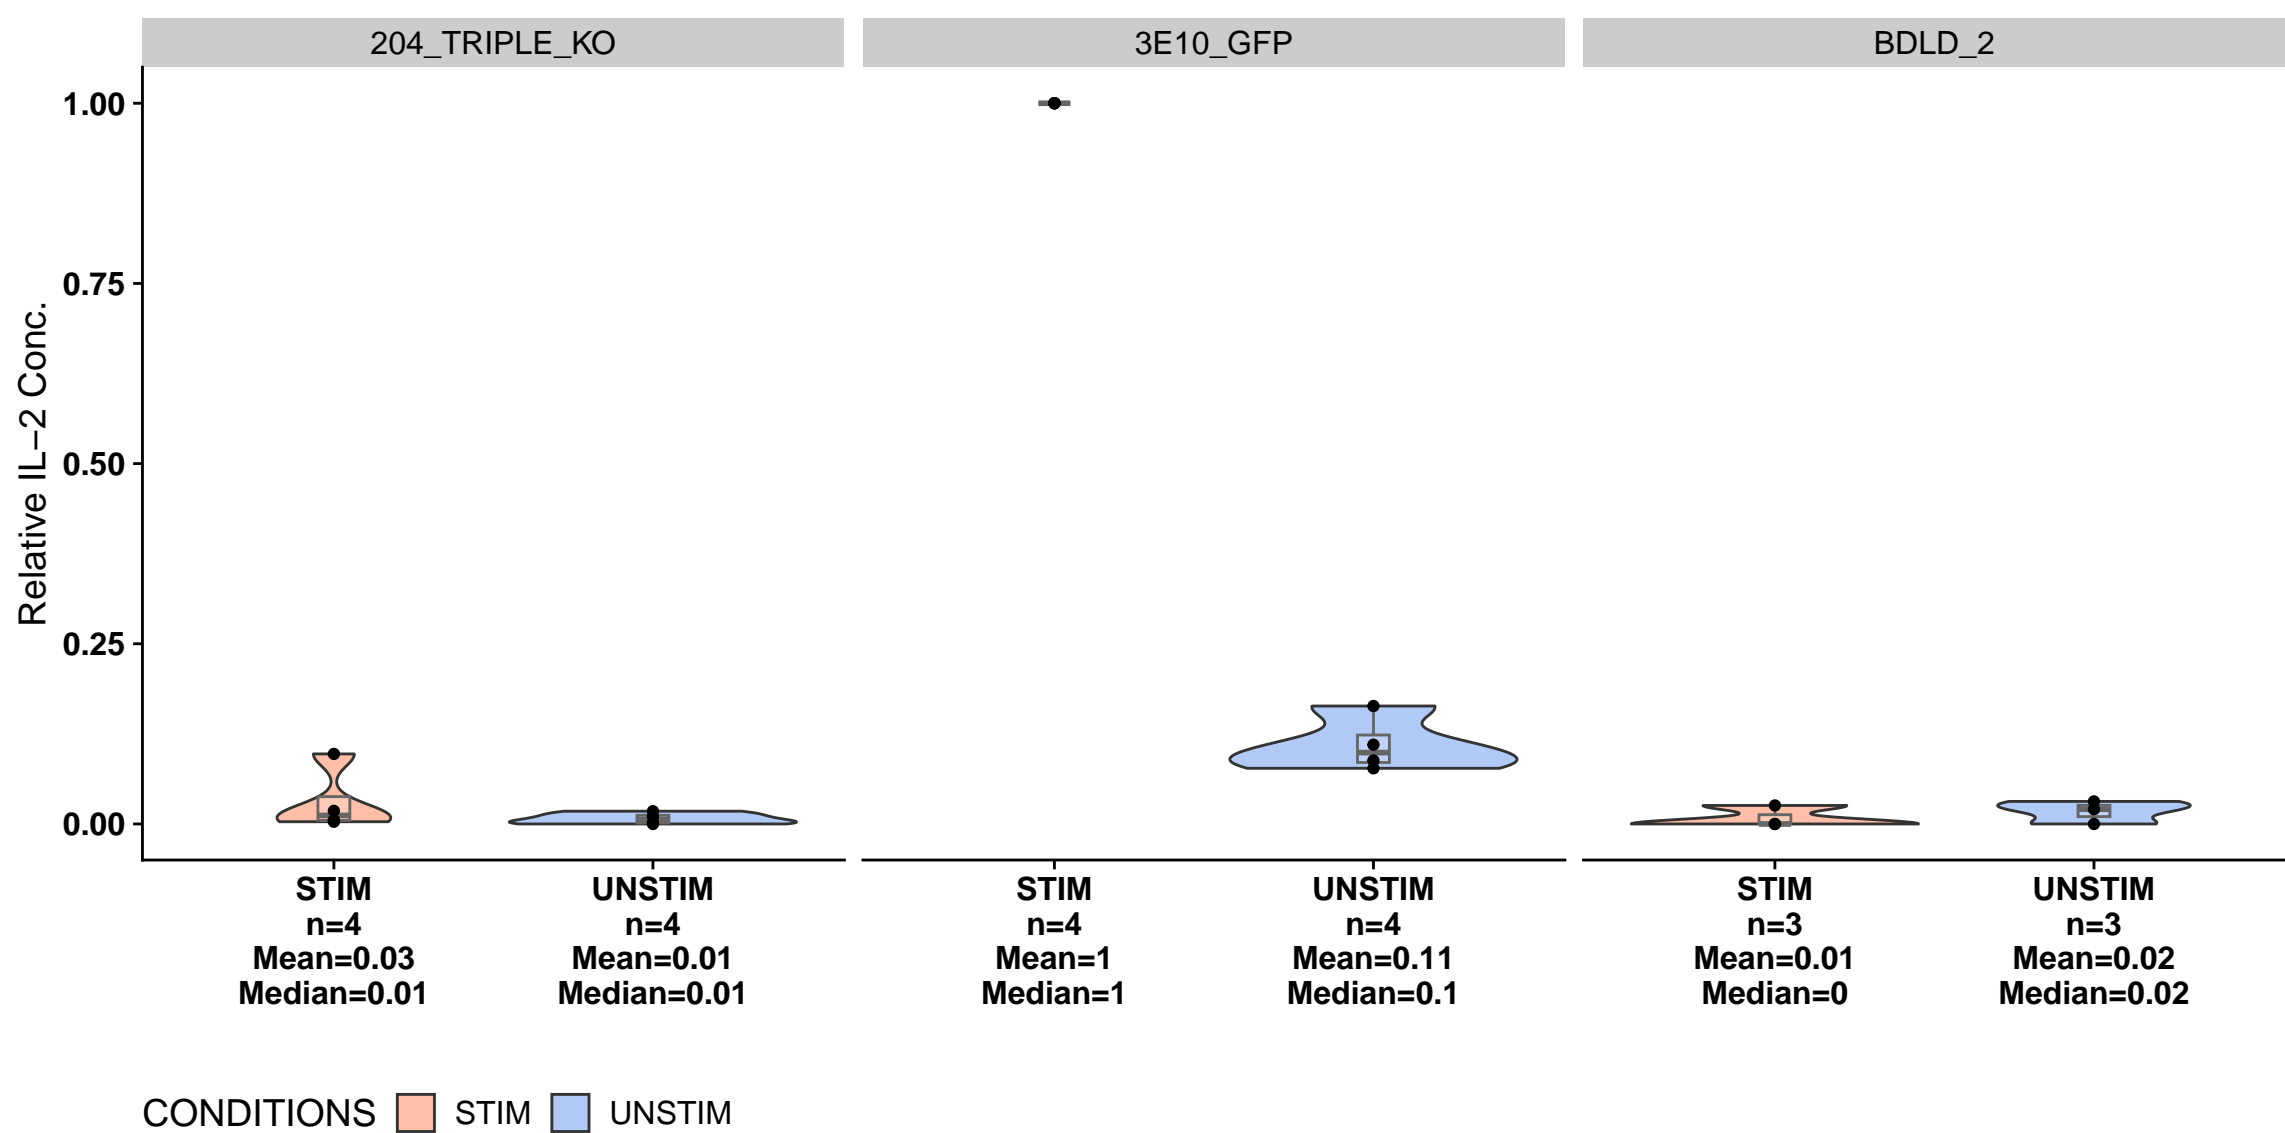 204_TRIPLE_KO 3E10_GFP BDLD_2
Relative IL−2 Conc.
1.00
0.75
0.50
0.25
0.00
STIM UNSTIM STIM UNSTIM STIM UNSTIM
n=4 n=4 n=4 n=4 n=3 n=3
Mean=0.03 Mean=0.01 Mean=1 Mean=0.11 Mean=0.01 Mean=0.02
Median=0.01 Median=0.01 Median=1 Median=0.1 Median=0 Median=0.02
CONDITIONS STIM UNSTIM